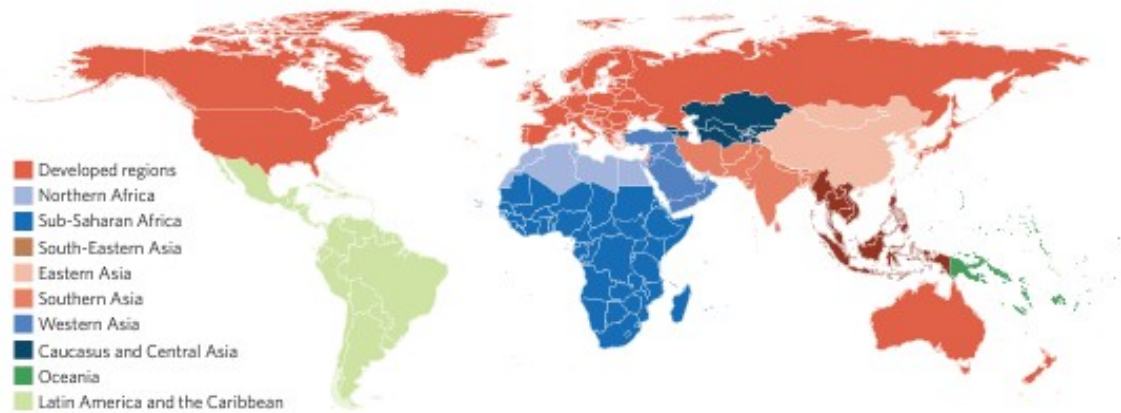 Developed regions
Northern Africa
Sub-Saharan Africa
South-Eastern Asia
Eastern Asia
Southern Asia
Western Asia
Caucasus and Central Asia
Oceania
Latin America and the Caribbean